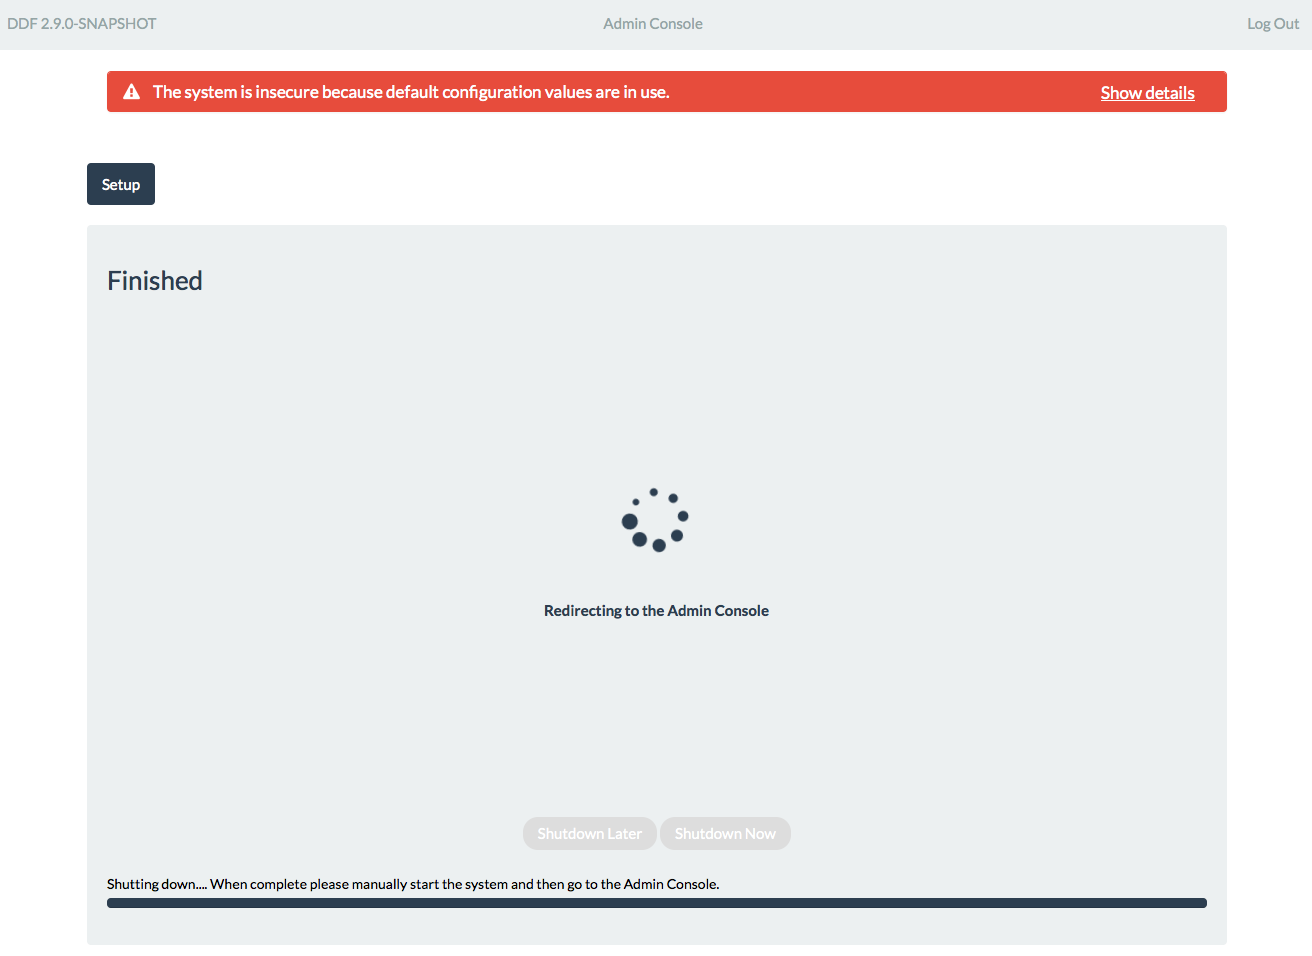 DDF 2.9.0-SNAPSHOT Admin Console Log Out
The system is insecure because default configuration values are in use. Show details
Setup
Finished
Redirecting to the Admin Console
Shutdown Later Shutdown Now
Shutting down.... When complete please manually start the system and then go to the Admin Console.